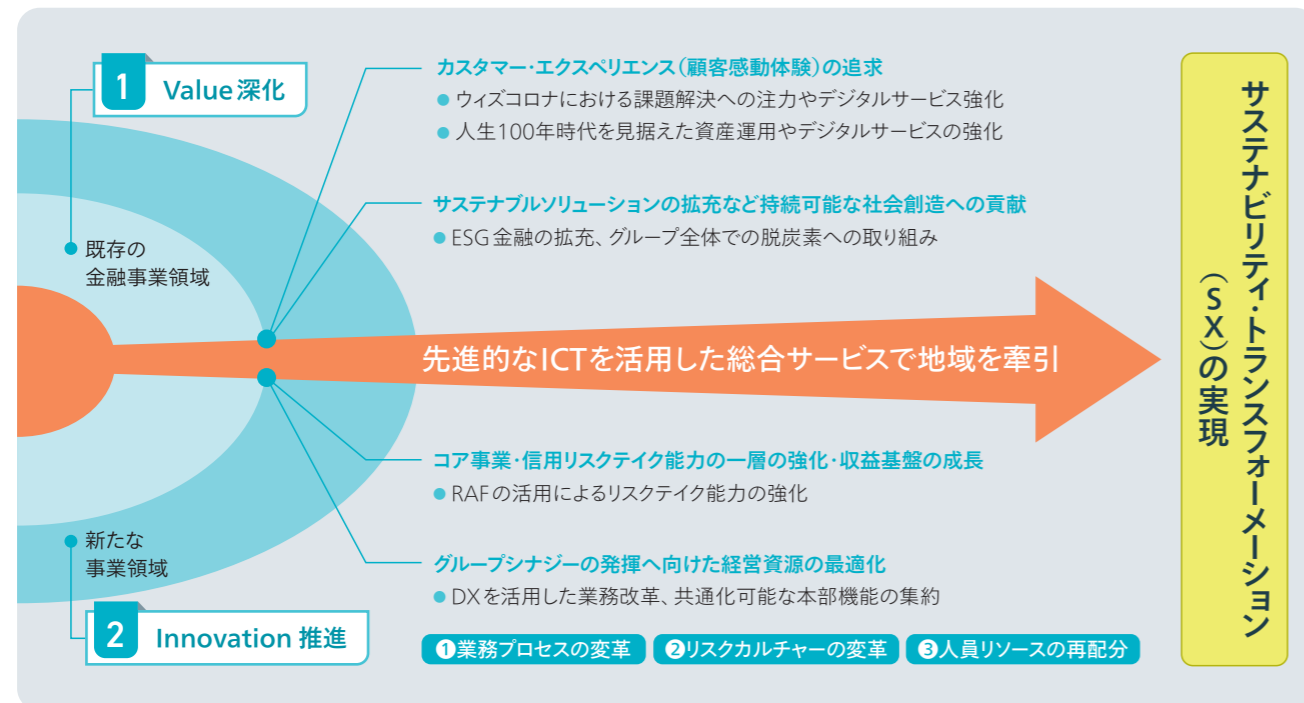 1 Value深化
既存の
金融事業領域
新たな
事業領域
2 Innovation 推進
カスタマー・エクスペリエンス（顧客感動体験）の追求
● ウィズコロナにおける課題解決への注力やデジタルサービス強化
● 人生100年時代を見据えた資産運用やデジタルサービスの強化
サステナブルソリューションの拡充など持続可能な社会創造への貢献
● ESG金融の拡充、グループ全体での脱炭素への取り組み
先進的なICTを活用した総合サービスで地域を牽引
コア事業・信用リスクテイク能力の一層の強化・収益基盤の成長
● RAFの活用によるリスクテイク能力の強化
グループシナジーの発揮へ向けた経営資源の最適化
● DXを活用した業務改革、共通化可能な本部機能の集約
❶業務プロセスの変革 ❷リスクカルチャーの変革 ❸人員リソースの再配分
サステナビリティ・トランスフォーメーション
（SX）の実現